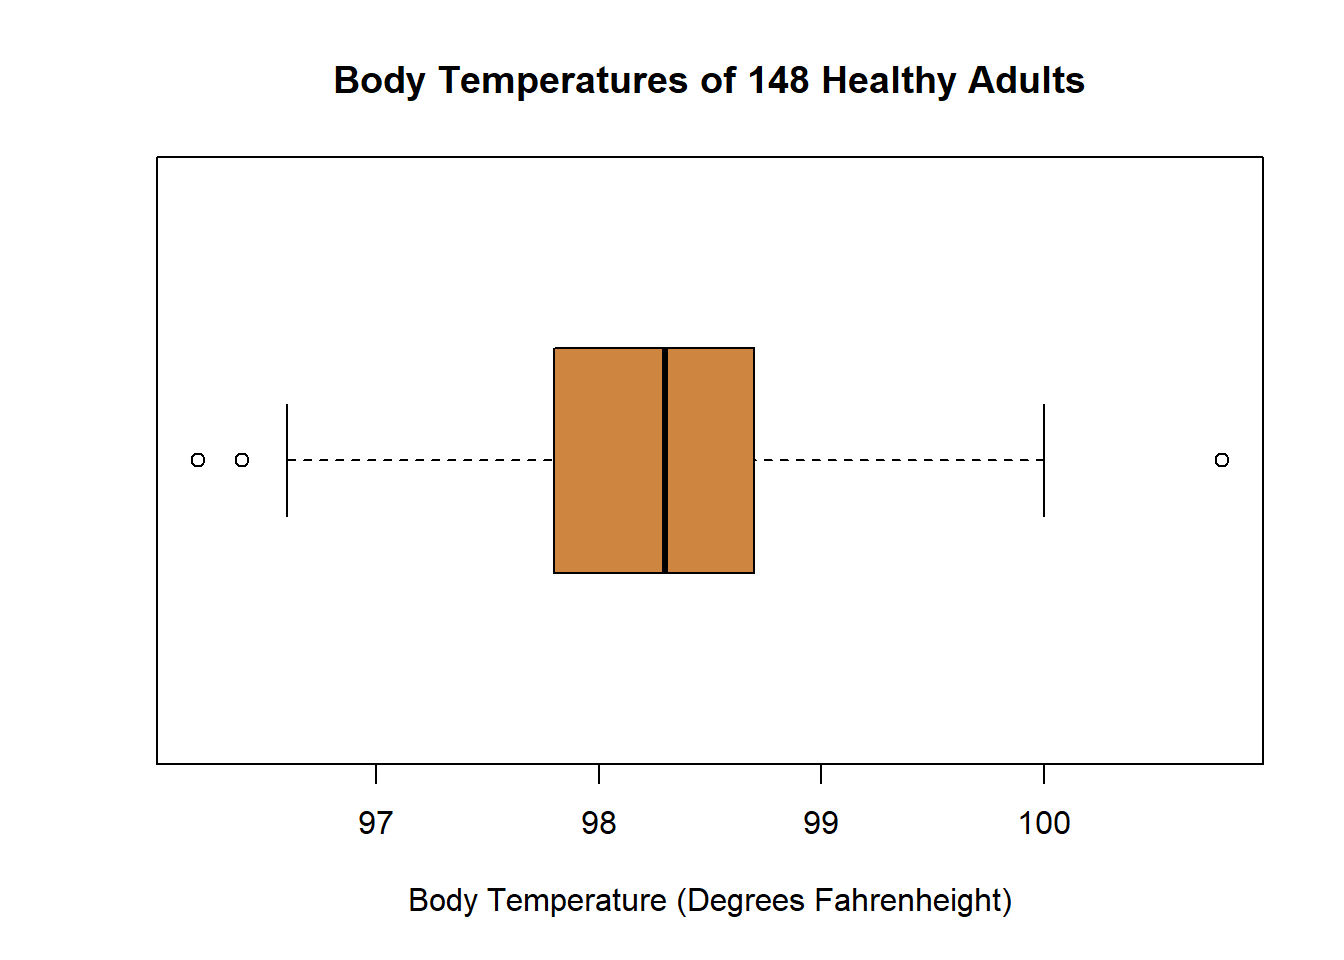 Body Temperatures of 148 Healthy Adults
97 98 99 100
Body Temperature (Degrees Fahrenheight)